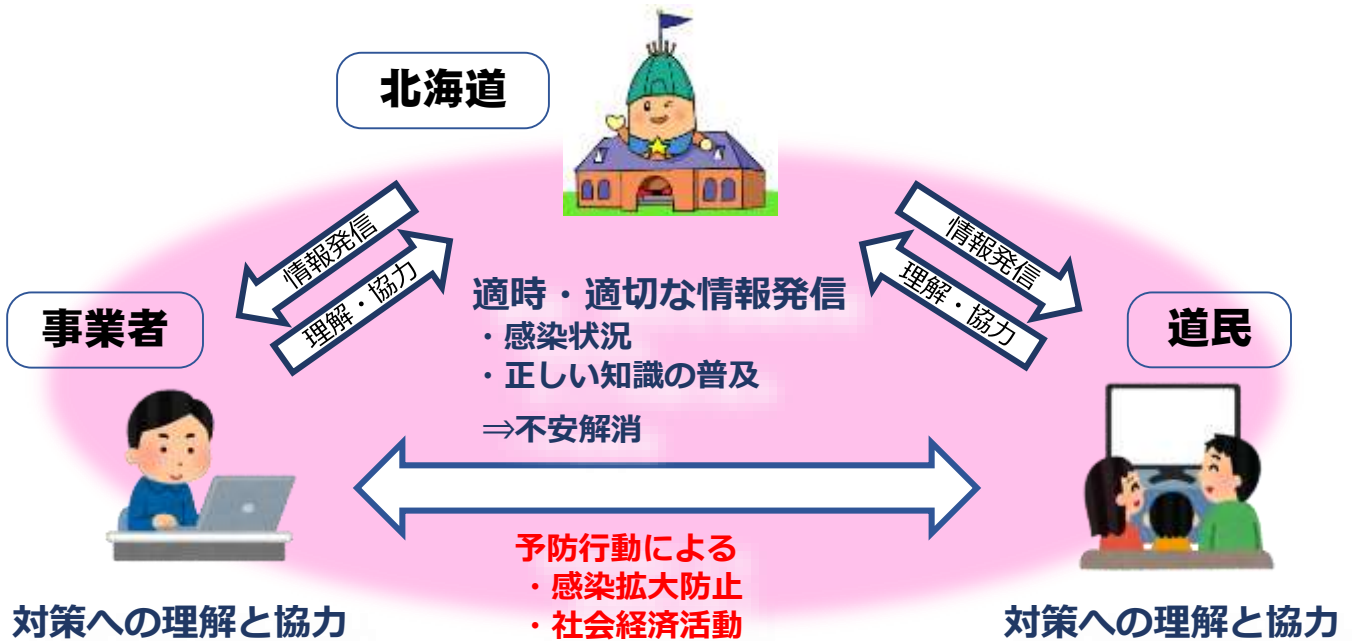 北海道
情報発信
理解・協力
情報発信
理解・協力
事業者
適時・適切な情報発信
・感染状況
・正しい知識の普及
⇒不安解消
道民
予防行動による
・感染拡大防止
・社会経済活動
対策への理解と協力
対策への理解と協力